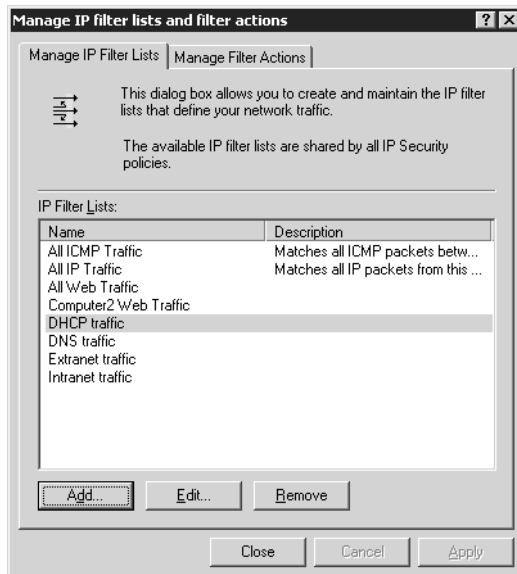 Manage IP filter lists and filter actions
Manage IP Filter Lists
Manage Filter Actions
This dialog box allows you to create and maintain the IP filter
lists that define your network traffic.
The available IP filter lists are shared by all IP Security
policies.
IP Filter Lists:
Name
Description
All ICMP Traffic
Matches all ICMP packets betw...
All IP Traffic
Matches all IP packets from this ...
All Web Traffic
Computer2 Web Traffic
DHCP traffic
DNS traffic
Extranet traffic
Intranet traffic
Add...
Edit...
Remove
Close
Cancel
Apply